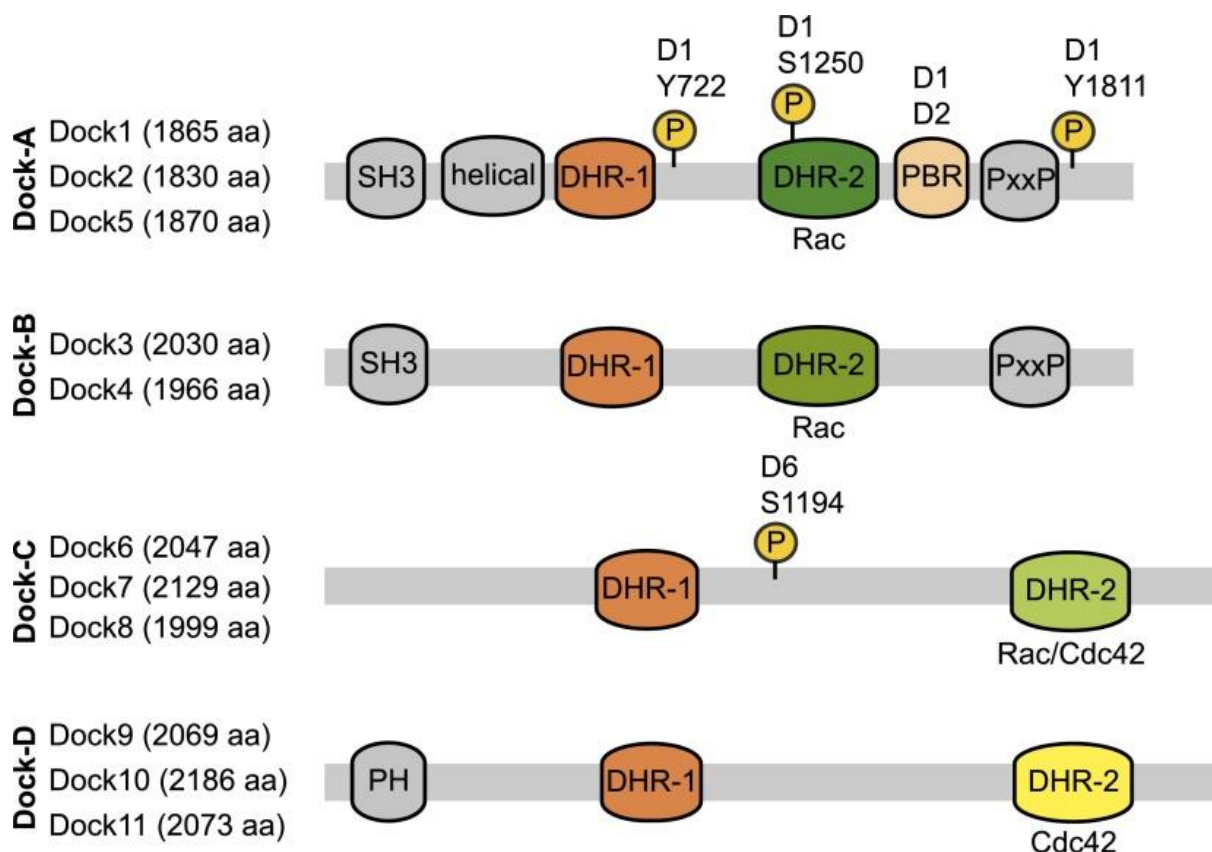 Dock-A
Dock1 (1865 aa)
Dock2 (1830 aa)
Dock5 (1870 aa)
D1
Y722
P
D1
S1250
P
D1
D2
D1
Y1811
P
SH3
helical
DHR-1
DHR-2
PBR
PxxP
Rac
Dock-B
Dock3 (2030 aa)
Dock4 (1966 aa)
SH3
DHR-1
DHR-2
PxxP
Rac
Dock-C
Dock6 (2047 aa)
Dock7 (2129 aa)
Dock8 (1999 aa)
D6
S1194
P
DHR-1
DHR-2
Rac/Cdc42
Dock-D
Dock9 (2069 aa)
Dock10 (2186 aa)
Dock11 (2073 aa)
PH
DHR-1
DHR-2
Cdc42